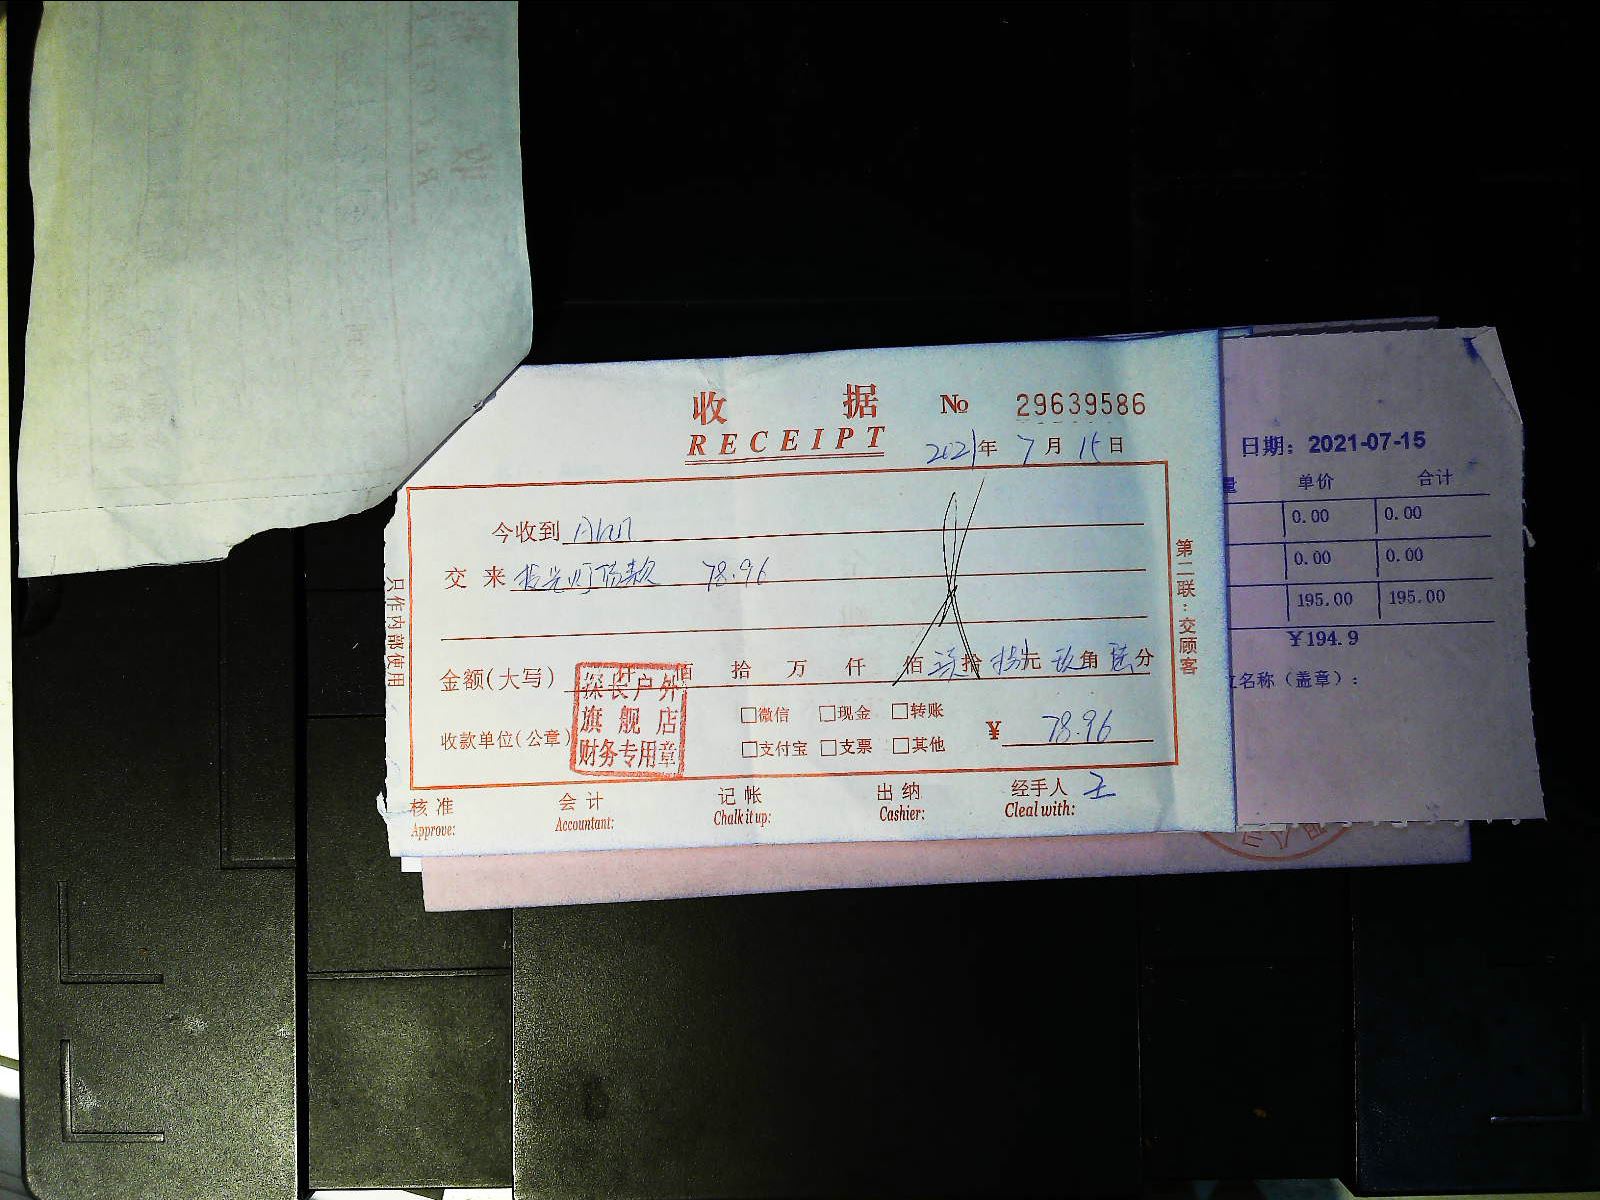 收 据 № 29639586
RECEIPT 2021年 7月 15日
今收到
交来 78.96
金额(大写) 仟 佰 拾 万 仟 佰 拾 元 玖角 分
收款单位(公章)
探长户外
旗舰店
财务专用章
□微信 □现金 □转账
□支付宝 □支票 □其他
¥ 78.96
核准 会计 记帐 出纳 经手人 王
Approve: Accountant: Chalk it up: Cashier: Cleal with:
只作内部使用
第二联:交顾客
日期: 2021-07-15
量 单价 合计
0.00 0.00
0.00 0.00
195.00 195.00
¥194.9
名称(盖章):